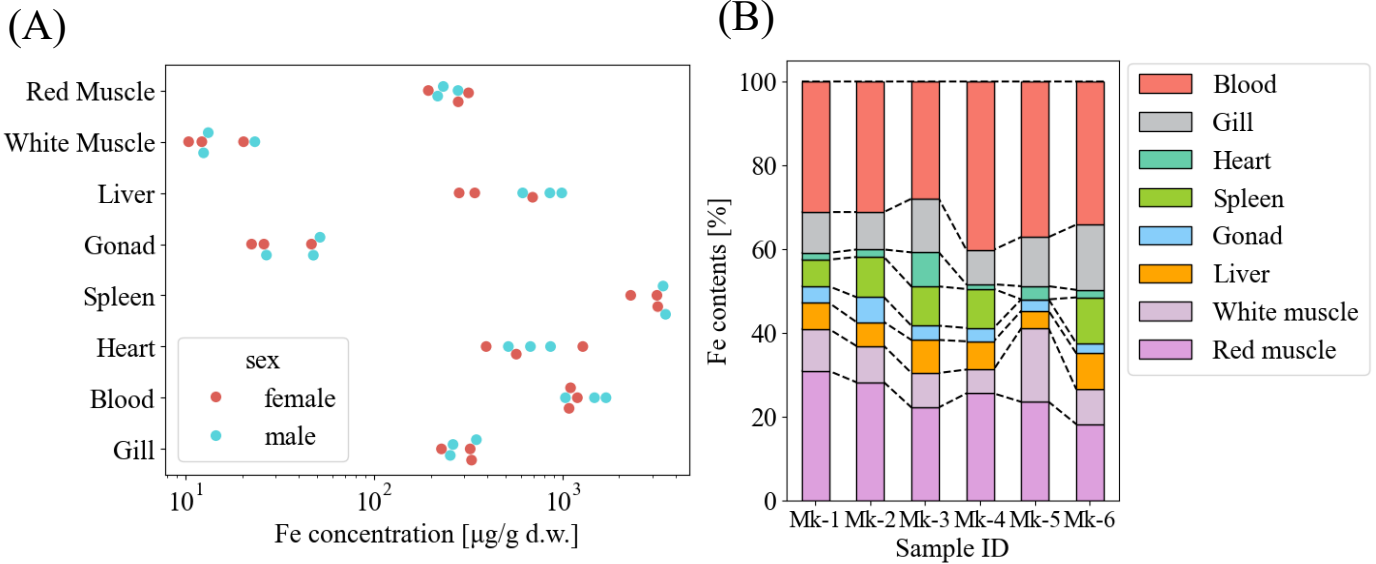 (A)
Red Muscle
White Muscle
Liver
Gonad
Spleen
Heart
Blood
Gill
sex
female
male
10¹
10²
10³
Fe concentration [μg/g d.w.]
(B)
100
80
60
40
20
0
Fe contents [%]
Mk-1
Mk-2
Mk-3
Mk-4
Mk-5
Mk-6
Sample ID
Blood
Gill
Heart
Spleen
Gonad
Liver
White muscle
Red muscle